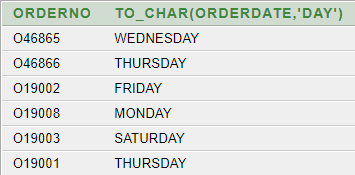 ORDERNO TO_CHAR(ORDERDATE,'DAY')
O46865 WEDNESDAY
O46866 THURSDAY
O19002 FRIDAY
O19008 MONDAY
O19003 SATURDAY
O19001 THURSDAY